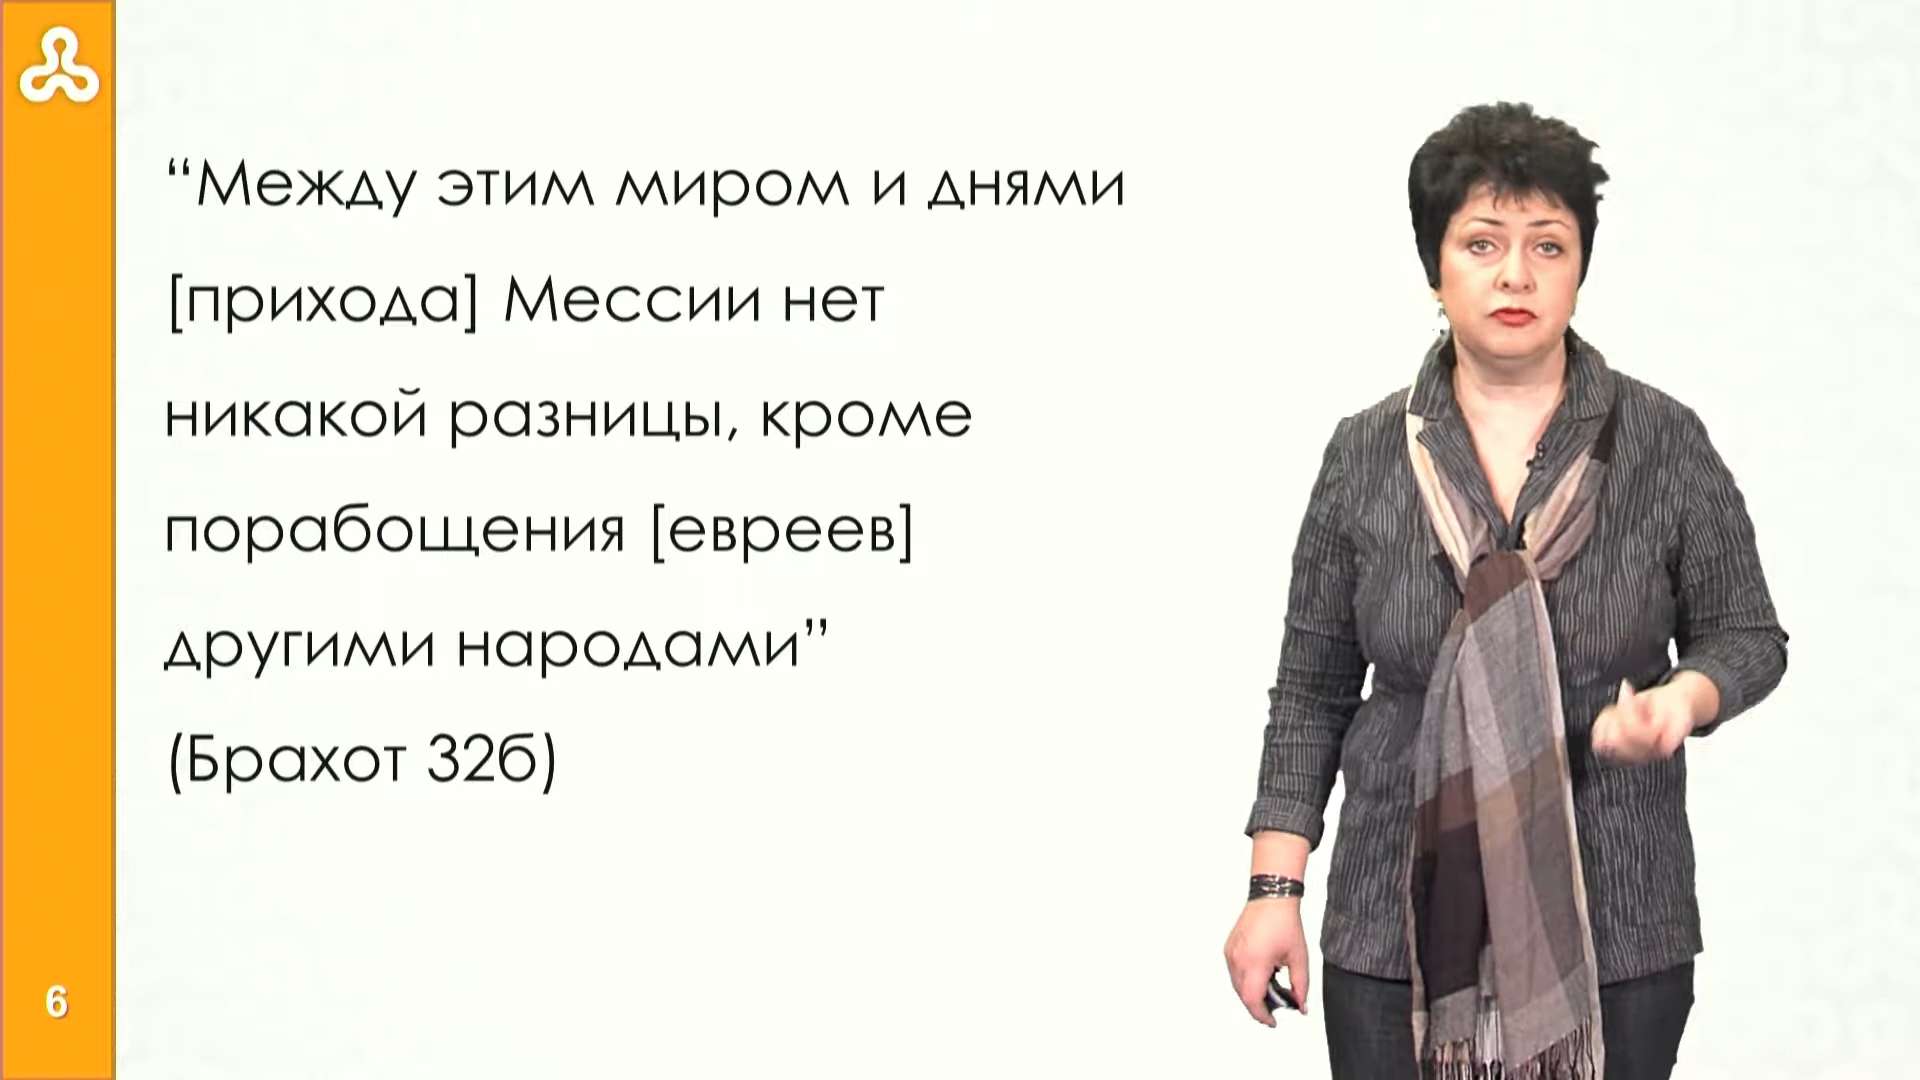 “Между этим миром и днями
[прихода] Мессии нет
никакой разницы, кроме
порабощения [евреев]
другими народами”
(Брахот 32б)
6